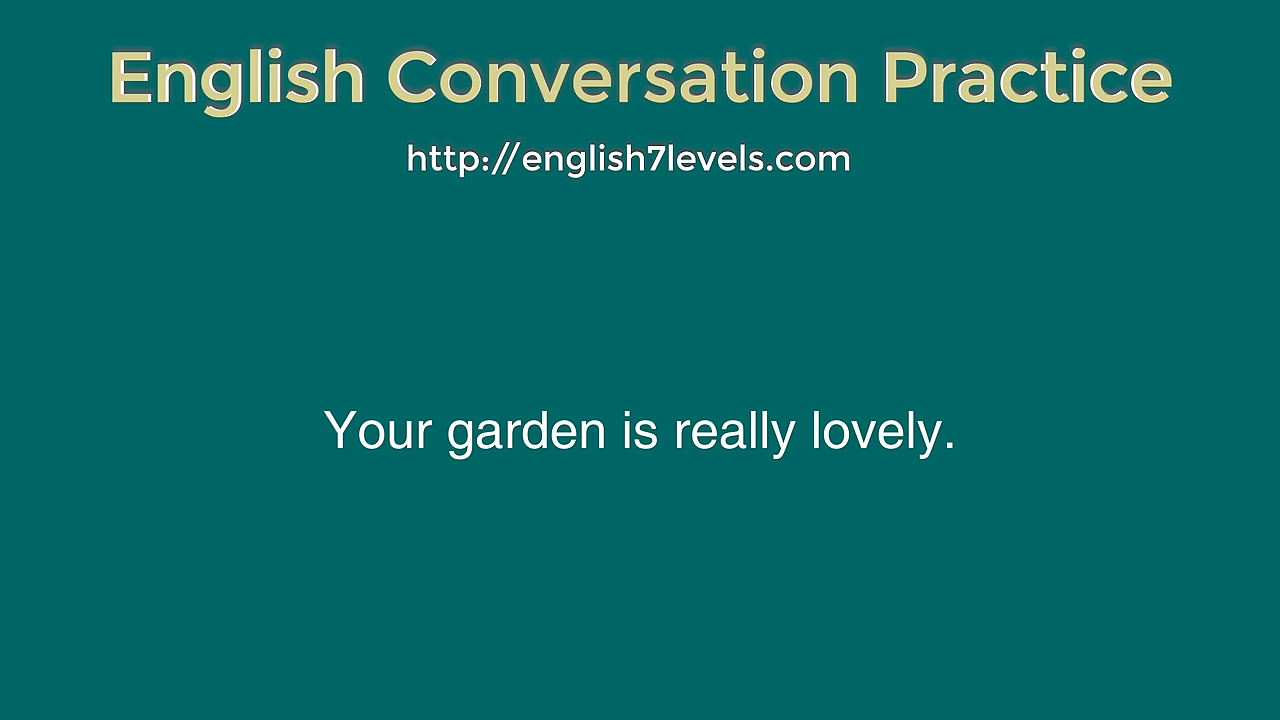 English Conversation Practice
http://english7levels.com
Your garden is really lovely.